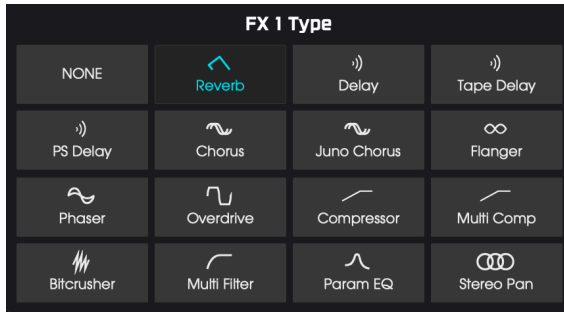 FX 1 Type
NONE
Reverb
Delay
Tape Delay
PS Delay
Chorus
Juno Chorus
Flanger
Phaser
Overdrive
Compressor
Multi Comp
Bitcrusher
Multi Filter
Param EQ
Stereo Pan